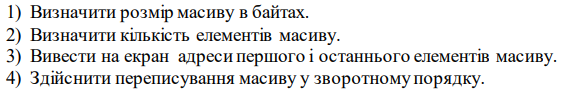 1) Визначити розмір масиву в байтах.
2) Визначити кількість елементів масиву.
3) Вивести на екран адреси першого і останнього елементів масиву.
4) Здійснити переписування масиву у зворотному порядку.